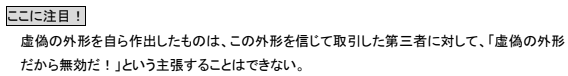 ここに注目！
虚偽の外形を自ら作出したものは、この外形を信じて取引した第三者に対して、「虚偽の外形
だから無効だ！」という主張することはできない。